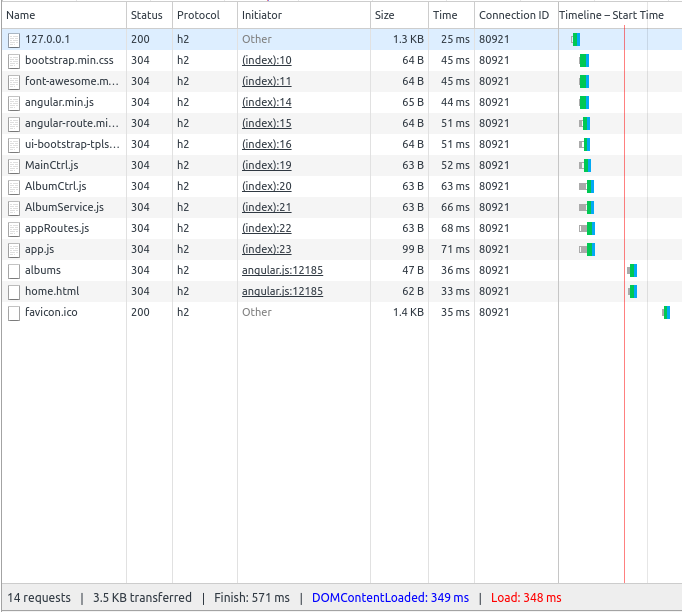 Name Status Protocol Initiator Size Time Connection ID Timeline – Start Time
127.0.0.1 200 h2 Other 1.3 KB 25 ms 80921
bootstrap.min.css 304 h2 (index):10 64 B 45 ms 80921
font-awesome.m... 304 h2 (index):11 64 B 45 ms 80921
angular.min.js 304 h2 (index):14 65 B 44 ms 80921
angular-route.mi... 304 h2 (index):15 64 B 51 ms 80921
ui-bootstrap-tpls... 304 h2 (index):16 64 B 51 ms 80921
MainCtrl.js 304 h2 (index):19 63 B 52 ms 80921
AlbumCtrl.js 304 h2 (index):20 63 B 63 ms 80921
AlbumService.js 304 h2 (index):21 63 B 66 ms 80921
appRoutes.js 304 h2 (index):22 63 B 68 ms 80921
app.js 304 h2 (index):23 99 B 71 ms 80921
albums 304 h2 angular.js:12185 47 B 36 ms 80921
home.html 304 h2 angular.js:12185 62 B 33 ms 80921
favicon.ico 200 h2 Other 1.4 KB 35 ms 80921
14 requests | 3.5 KB transferred | Finish: 571 ms | DOMContentLoaded: 349 ms | Load: 348 ms